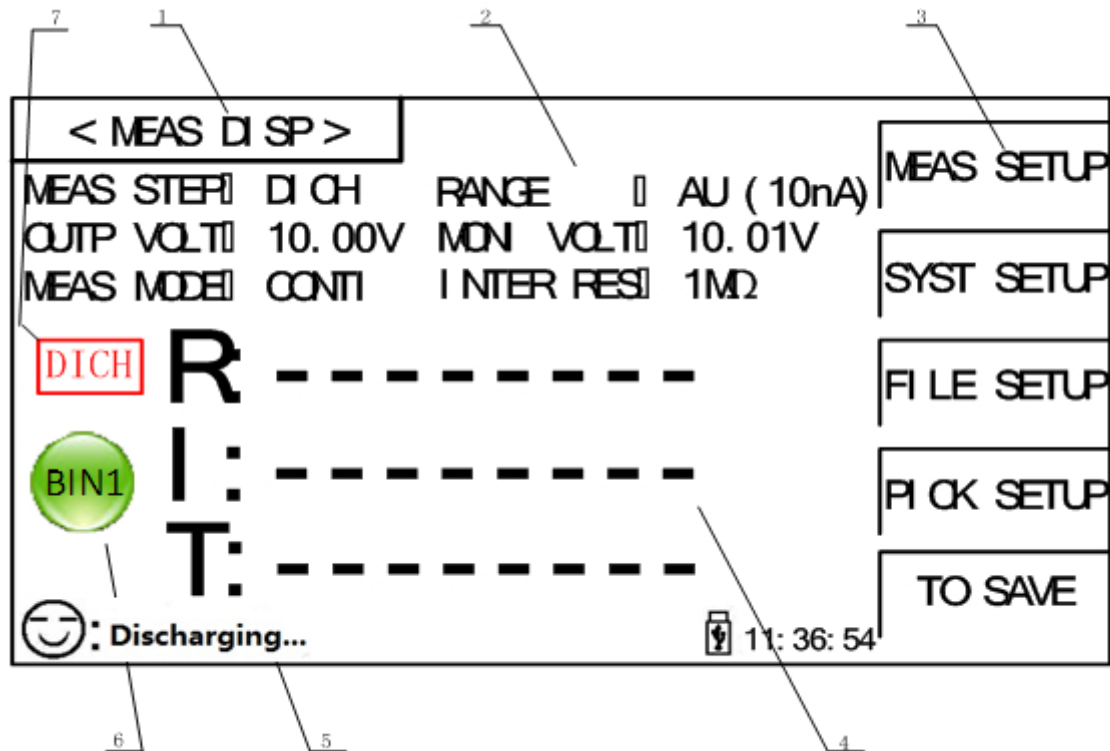 7 1 2 3
< MEAS DISP >
MEAS STEP DICH RANGE AU (10nA)
OUTP VOLT 10.00V MONI VOLT 10.01V
MEAS MODE CONTI INTER RES 1MΩ
DICH R: --------
BIN1 I: --------
T: --------
: Discharging... 11:36:54
MEAS SETUP
SYST SETUP
FILE SETUP
PICK SETUP
TO SAVE
6 5 4